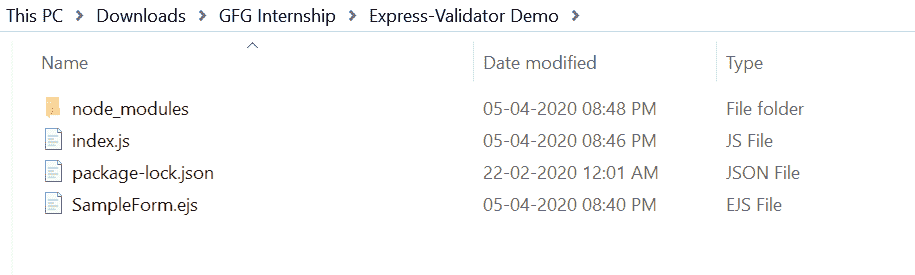 This PC > Downloads > GFG Internship > Express-Validator Demo >
Name Date modified Type
node_modules 05-04-2020 08:48 PM File folder
index.js 05-04-2020 08:46 PM JS File
package-lock.json 22-02-2020 12:01 AM JSON File
SampleForm.ejs 05-04-2020 08:40 PM EJS File